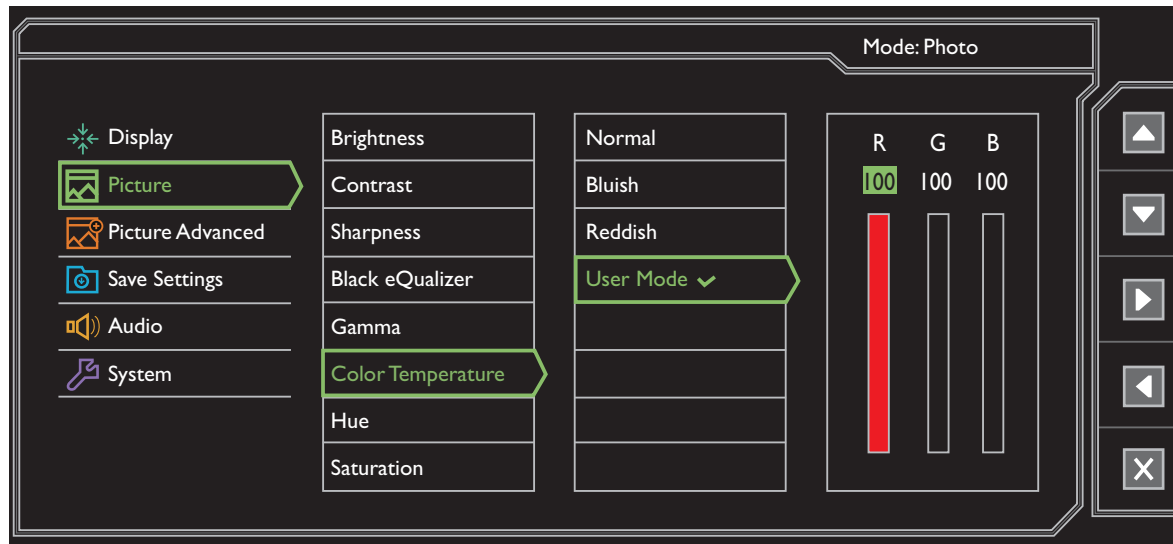 Mode: Photo
Display
Picture
Picture Advanced
Save Settings
Audio
System
Brightness
Contrast
Sharpness
Black eQualizer
Gamma
Color Temperature
Hue
Saturation
Normal
Bluish
Reddish
User Mode
R G B
100 100 100
X